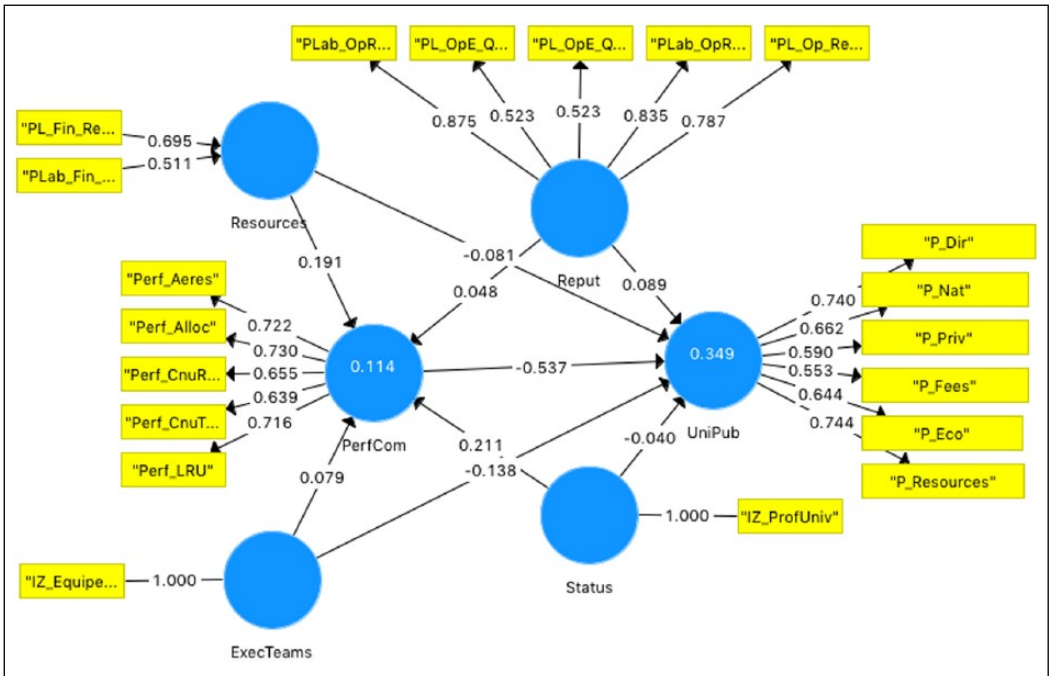 "PLab_OpR... "PL_OpE_Q... "PL_OpE_Q... "PLab_OpR... "PL_Op_Re...
0.875 0.523 0.523 0.835 0.787
"PL_Fin_Re...
0.695
"PLab_Fin_...
0.511
Resources
Reput
0.191
-0.081
0.048
0.089
"Perf_Aeres"
"Perf_Alloc"
"Perf_CnuR...
"Perf_CnuT...
"Perf_LRU"
0.722
0.730
0.655
0.639
0.716
0.114
PerfCom
-0.537
0.349
UniPub
0.740
0.662
0.590
0.553
0.644
0.744
"P_Dir"
"P_Nat"
"P_Priv"
"P_Fees"
"P_Eco"
"P_Resources"
0.211
-0.040
0.079
-0.138
"IZ_Equipe...
1.000
ExecTeams
1.000
"IZ_ProfUniv"
Status